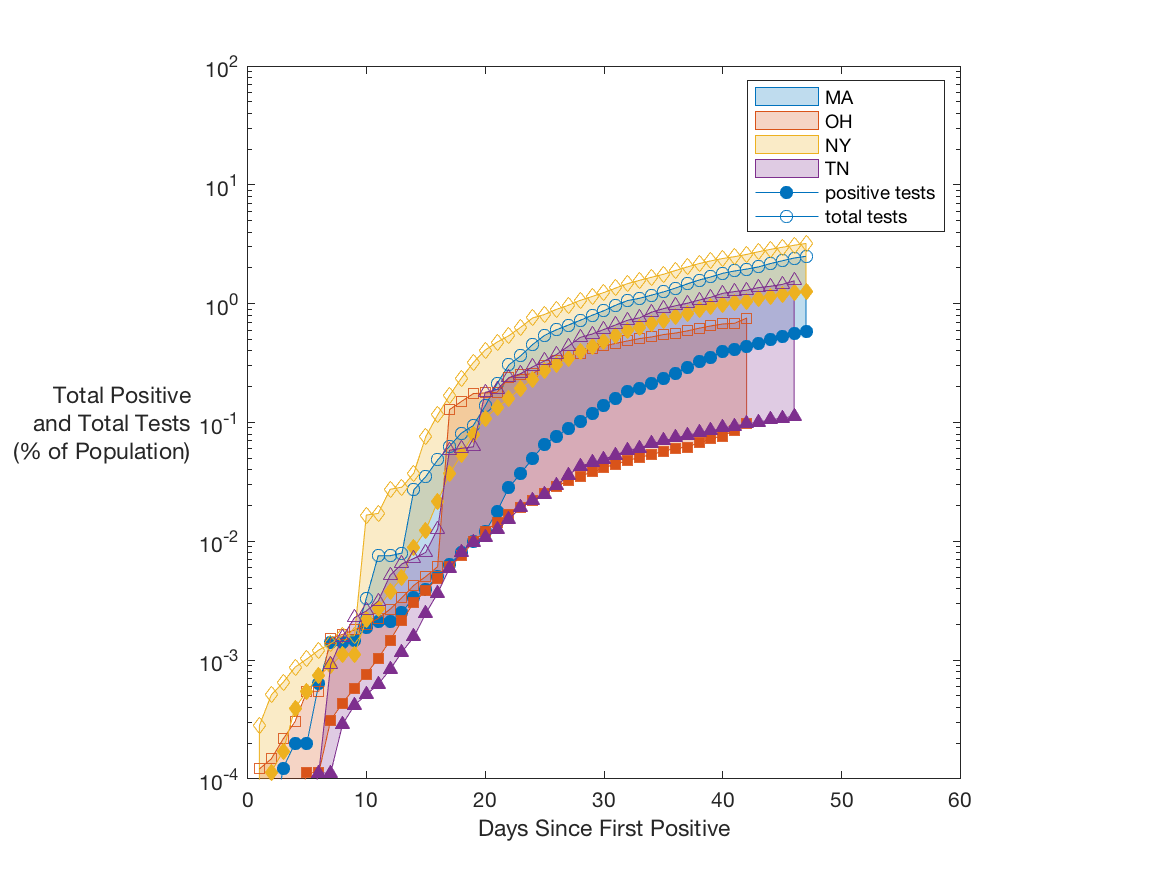 10^2
10^1
10^0
10^-1
10^-2
10^-3
10^-4
Total Positive
and Total Tests
(% of Population)
0 10 20 30 40 50 60
Days Since First Positive
MA
OH
NY
TN
positive tests
total tests